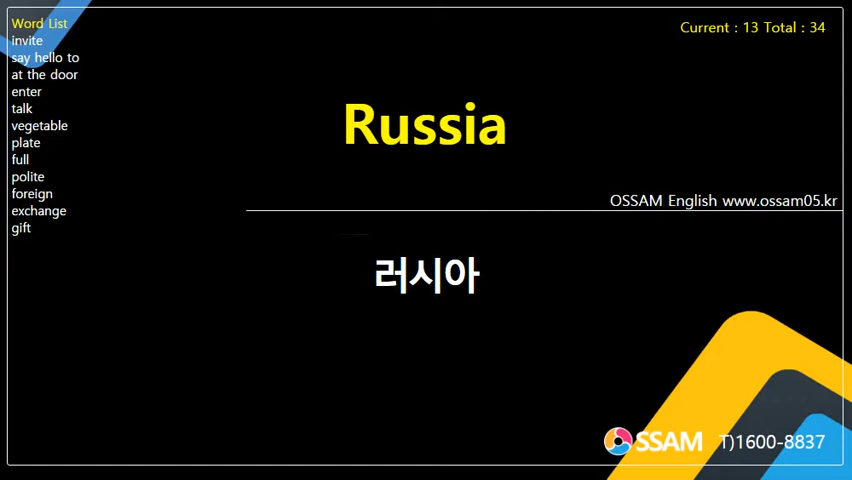 Word List
invite
say hello to
at the door
enter
talk
vegetable
plate
full
polite
foreign
exchange
gift
Current : 13 Total : 34
Russia
OSSAM English www.ossam05.kr
러시아
OSSAM T)1600-8837